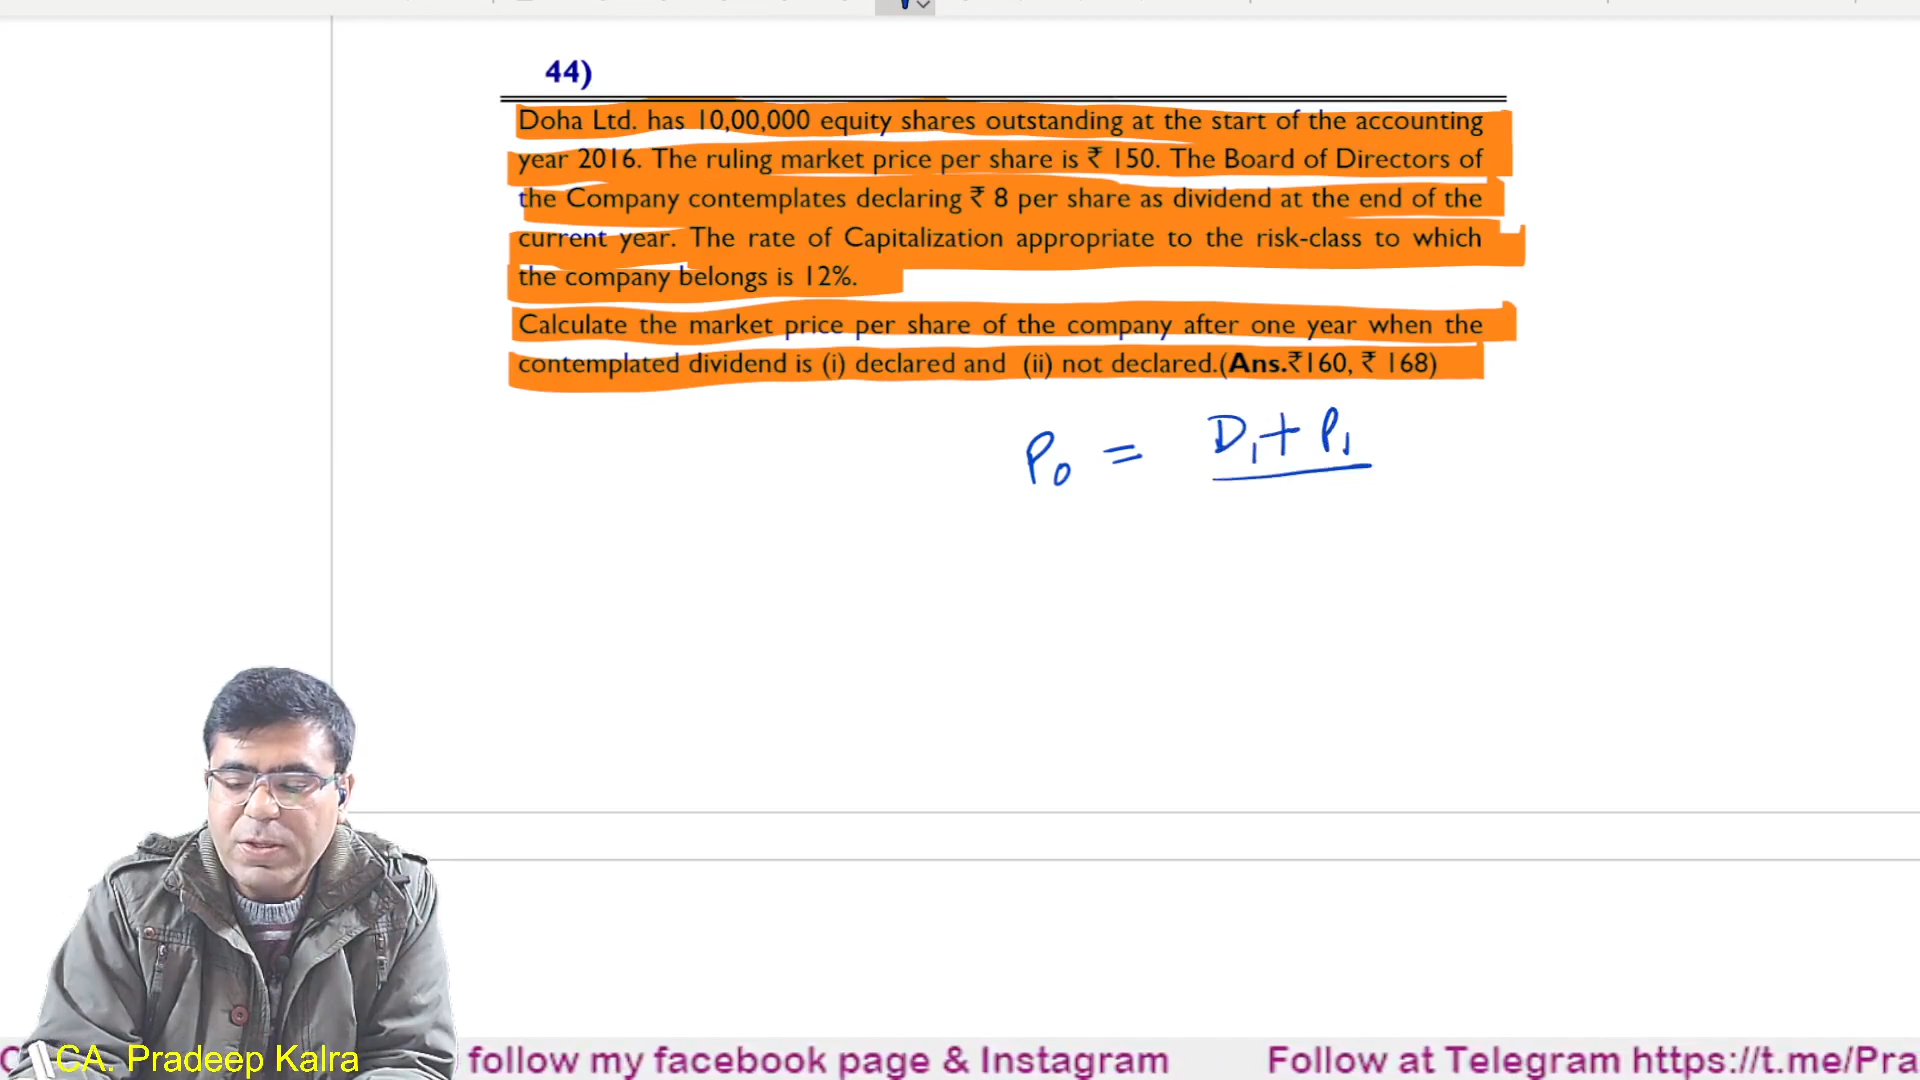 44)
Doha Ltd. has 10,00,000 equity shares outstanding at the start of the accounting
year 2016. The ruling market price per share is ₹ 150. The Board of Directors of
the Company contemplates declaring ₹ 8 per share as dividend at the end of the
current year. The rate of Capitalization appropriate to the risk-class to which
the company belongs is 12%.
Calculate the market price per share of the company after one year when the
contemplated dividend is (i) declared and (ii) not declared.(Ans.₹160, ₹ 168)
P₀ = D₁ + P₁
CA. Pradeep Kalra
follow my facebook page & Instagram Follow at Telegram https://t.me/Pra